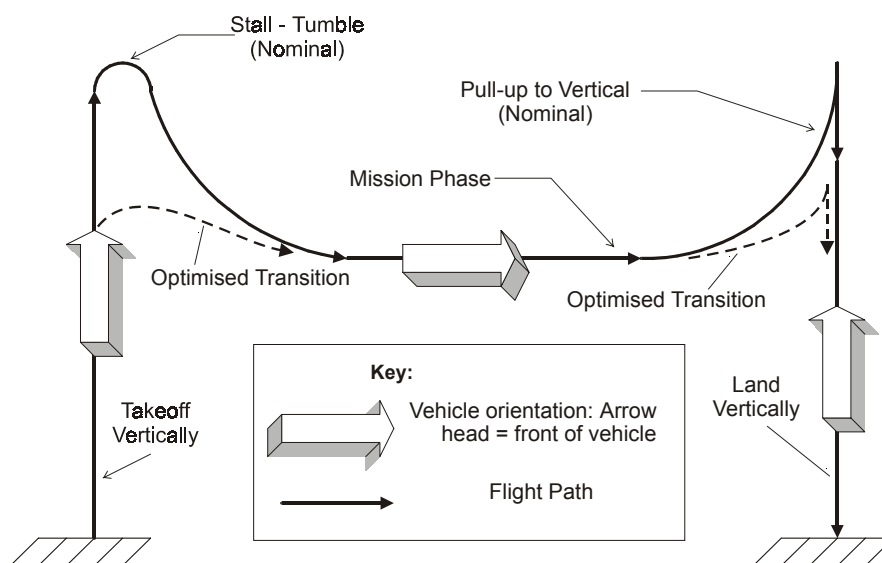 Stall - Tumble
(Nominal)
Pull-up to Vertical
(Nominal)
Mission Phase
Optimised Transition
Optimised Transition
Key:
Vehicle orientation: Arrow
head = front of vehicle
Flight Path
Takeoff
Vertically
Land
Vertically